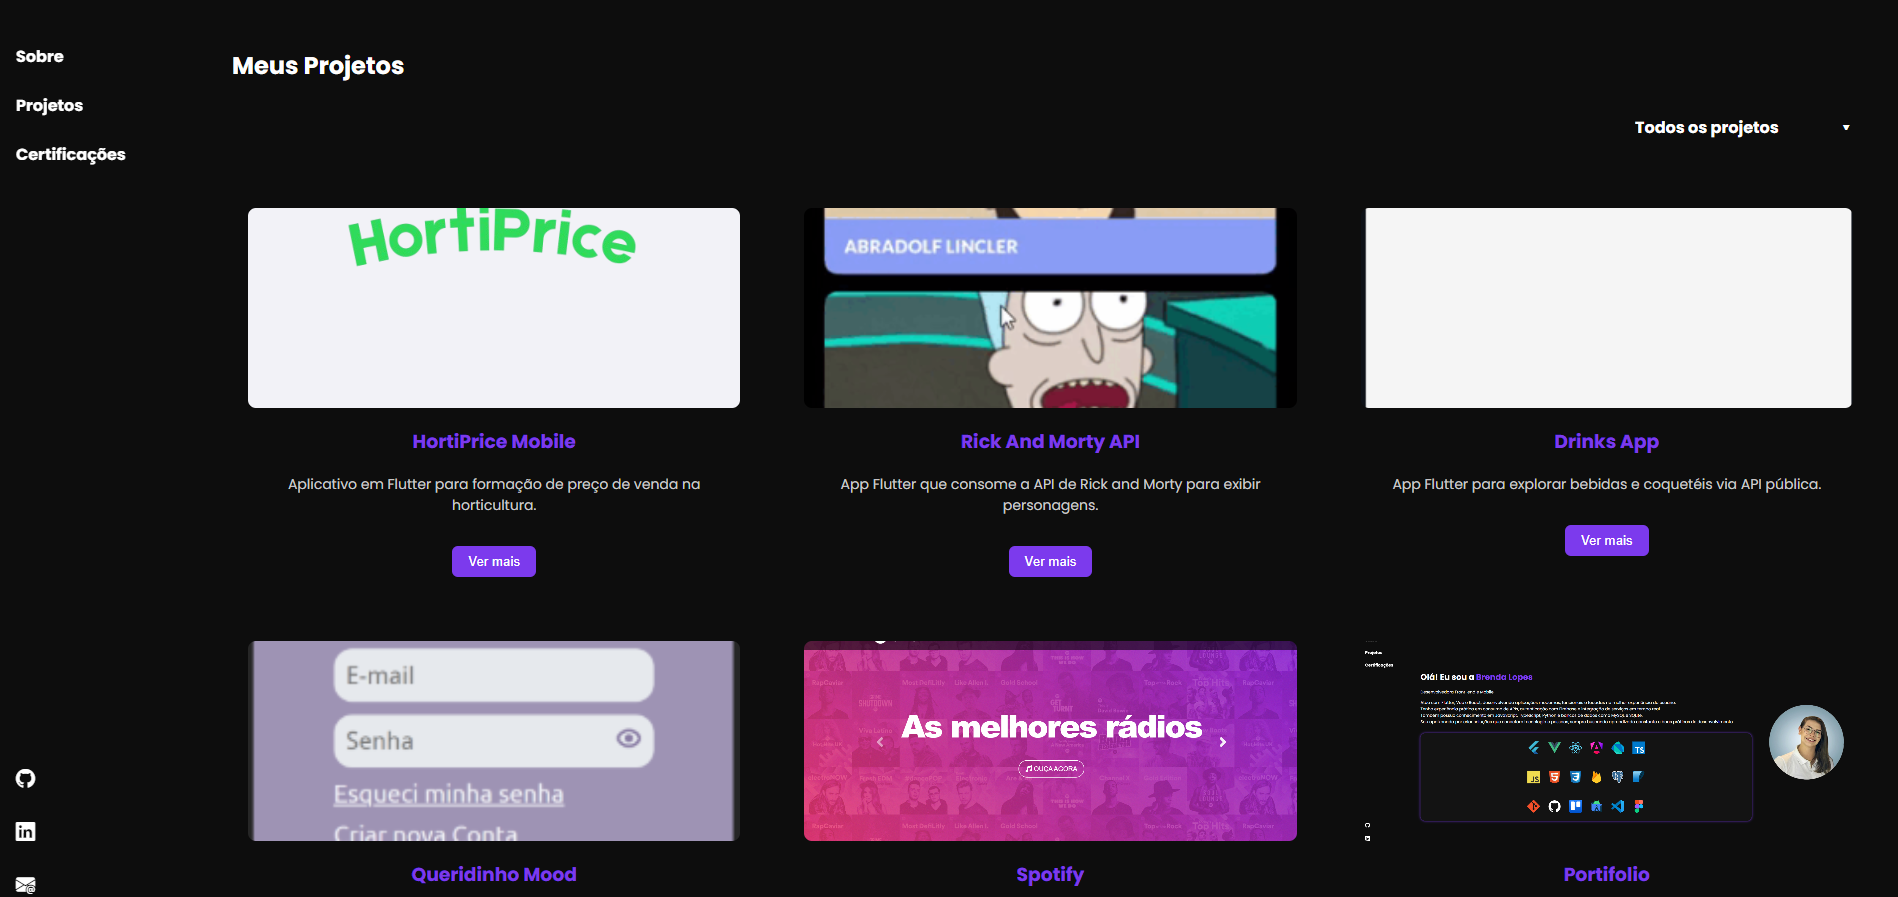 Sobre
Projetos
Certificações
Meus Projetos
Todos os projetos
HortiPrice
ABRADOLF LINCLER
HortiPrice Mobile
Aplicativo em Flutter para formação de preço de venda na
horticultura.
Ver mais
Rick And Morty API
App Flutter que consome a API de Rick and Morty para exibir
personagens.
Ver mais
Drinks App
App Flutter para explorar bebidas e coquetéis via API pública.
Ver mais
E-mail
Senha
Esqueci minha senha
Criar nova Conta
Queridinho Mood
As melhores rádios
OUÇA AGORA
Spotify
Projetos
Certificações
Olá! Eu sou a Brenda Lopes
JS
TS
Portifolio